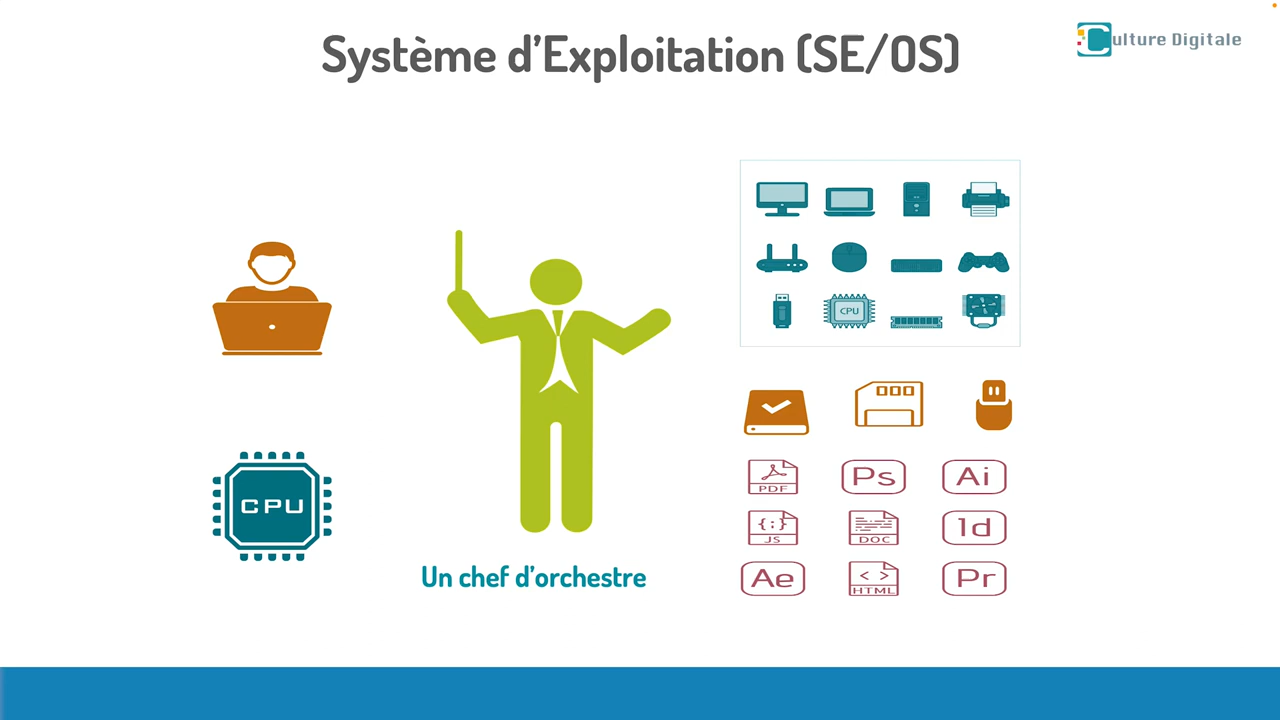 Système d'Exploitation (SE/OS)
Culture Digitale
CPU
CPU
PDF
Ps
Ai
JS
DOC
Id
Ae
HTML
Pr
Un chef d'orchestre